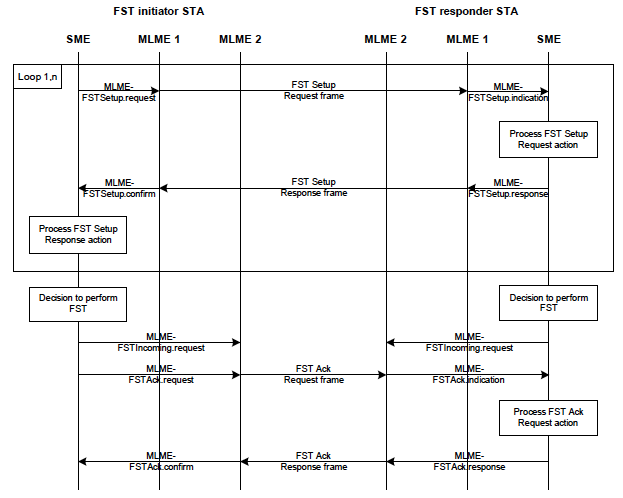 FST initiator STA FST responder STA
SME MLME 1 MLME 2 MLME 2 MLME 1 SME
Loop 1,n
MLME-
FSTSetup.request
FST Setup
Request frame
MLME-
FSTSetup.indication
Process FST Setup
Request action
MLME-
FSTSetup.confirm
FST Setup
Response frame
MLME-
FSTSetup.response
Process FST Setup
Response action
Decision to perform
FST
Decision to perform
FST
MLME-
FSTIncoming.request
MLME-
FSTIncoming.request
MLME-
FSTAck.request
FST Ack
Request frame
MLME-
FSTAck.indication
Process FST Ack
Request action
MLME-
FSTAck.confirm
FST Ack
Response frame
MLME-
FSTAck.response